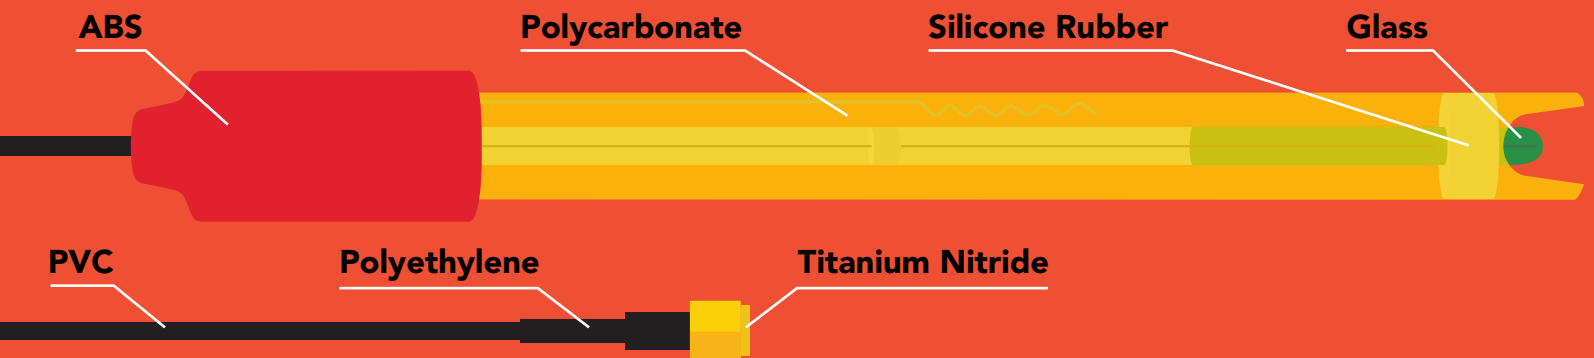 ABS
Polycarbonate
Silicone Rubber
Glass
PVC
Polyethylene
Titanium Nitride